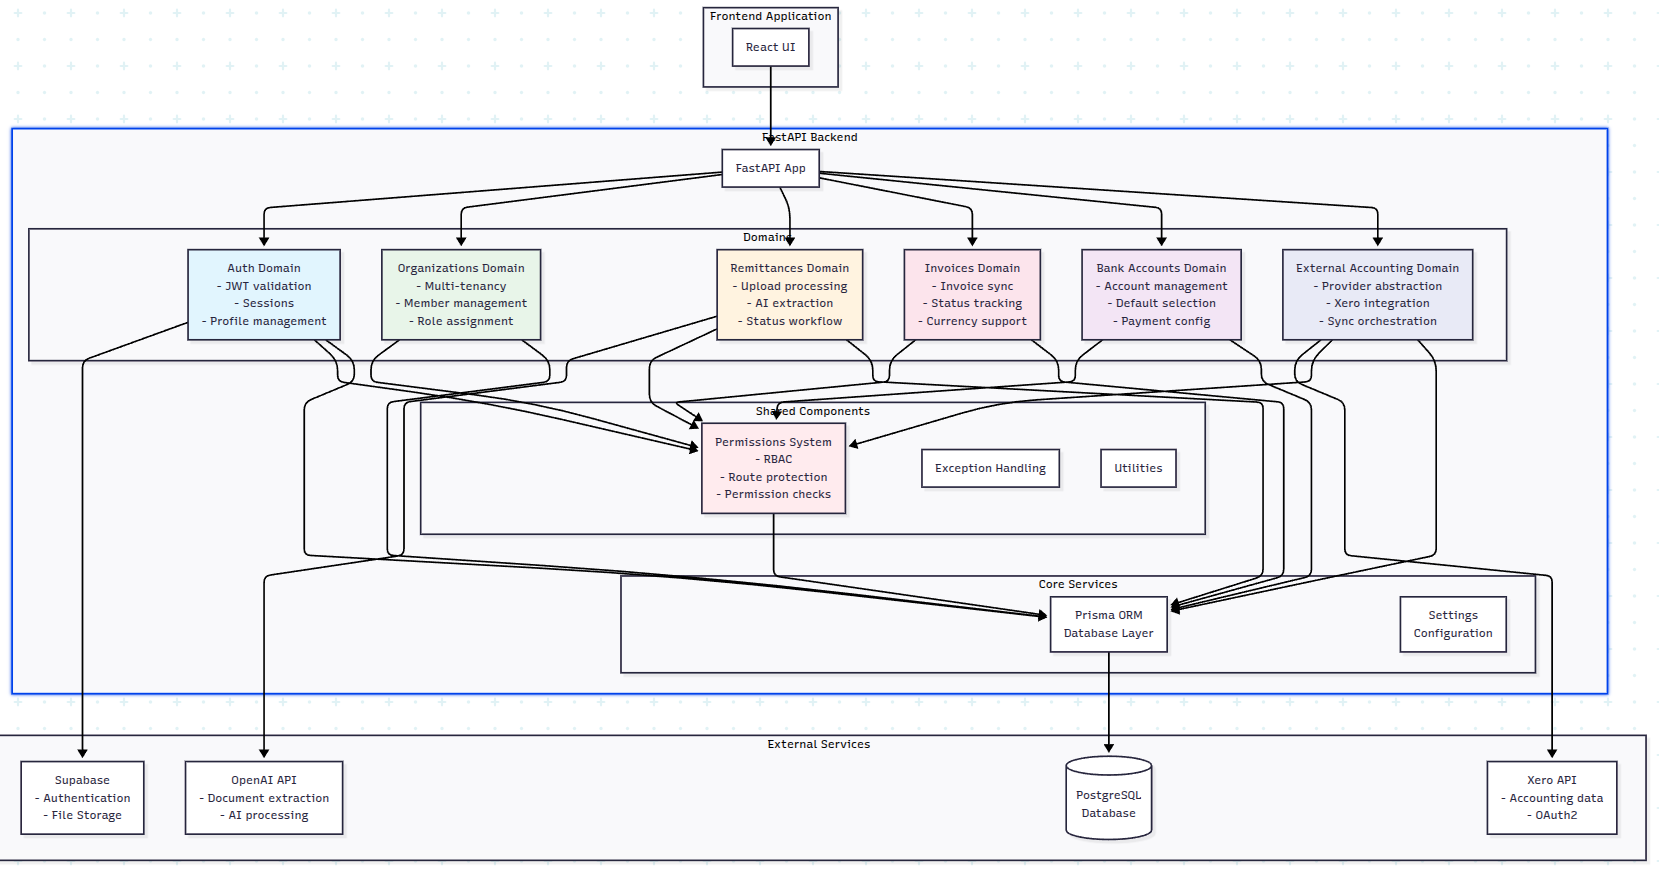 Frontend Application
React UI
FastAPI Backend
FastAPI App
Domains
Auth Domain
- JWT validation
- Sessions
- Profile management
Organizations Domain
- Multi-tenancy
- Member management
- Role assignment
Remittances Domain
- Upload processing
- AI extraction
- Status workflow
Invoices Domain
- Invoice sync
- Status tracking
- Currency support
Bank Accounts Domain
- Account management
- Default selection
- Payment config
External Accounting Domain
- Provider abstraction
- Xero integration
- Sync orchestration
Shared Components
Permissions System
- RBAC
- Route protection
- Permission checks
Exception Handling
Utilities
Core Services
Prisma ORM
Database Layer
Settings
Configuration
External Services
Supabase
- Authentication
- File Storage
OpenAI API
- Document extraction
- AI processing
PostgreSQL
Database
Xero API
- Accounting data
- OAuth2